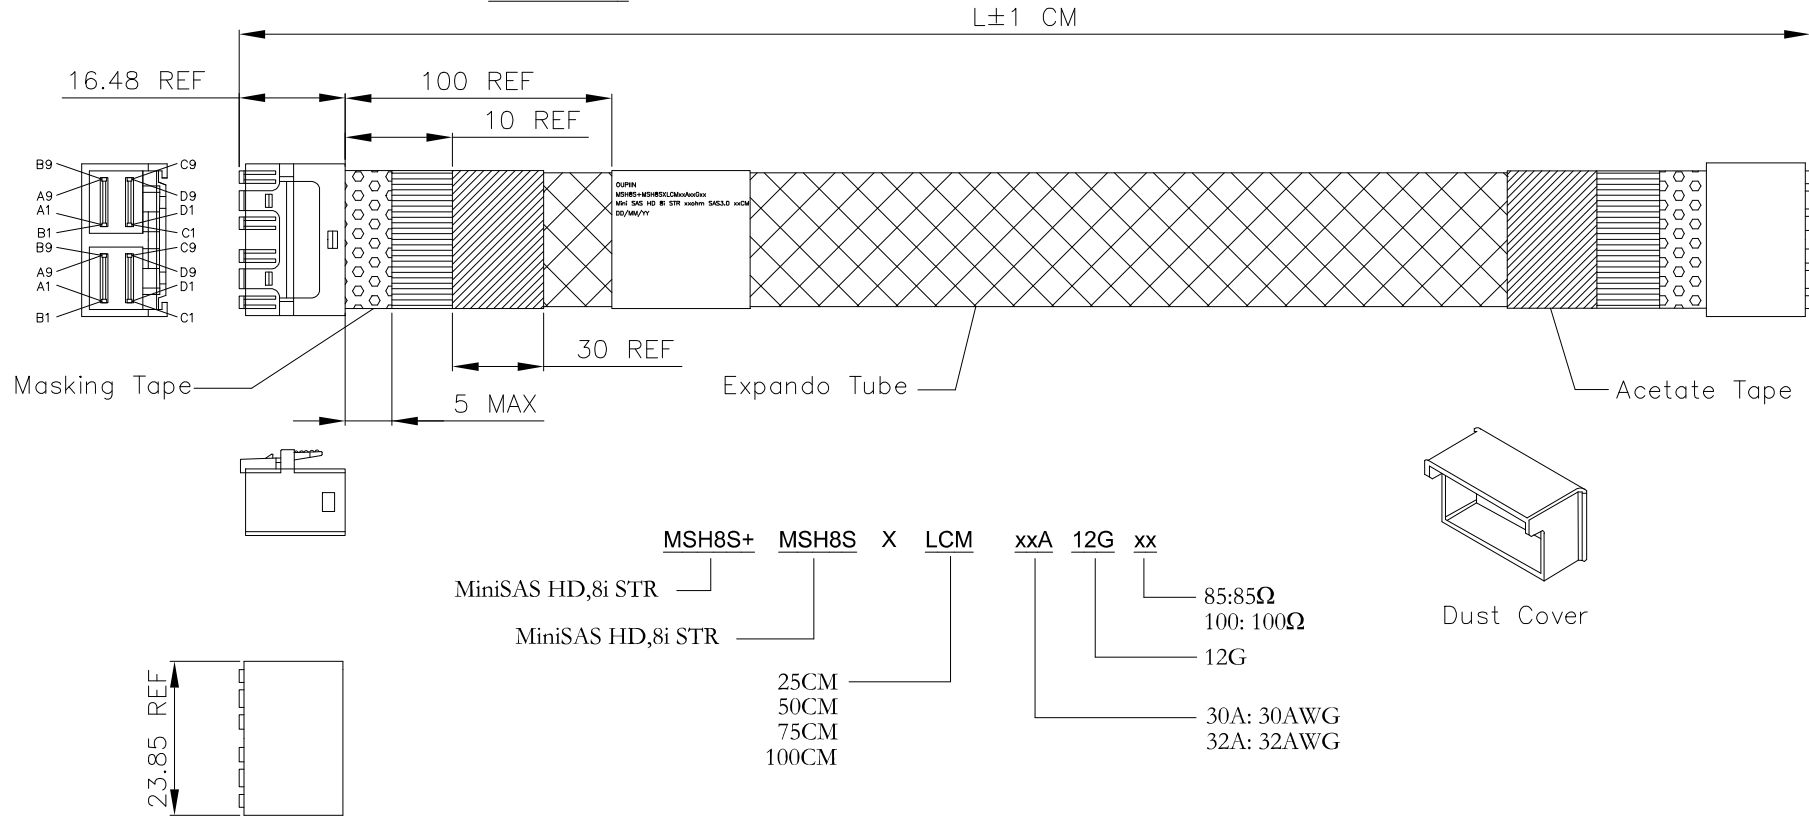 L±1 CM
16.48 REF
100 REF
10 REF
B9
C9
A9
D9
A1
D1
B1
C1
B9
C9
A9
D9
A1
D1
B1
C1
OUPIIN
MSH8S+MSH8SXLCMxxAxxGxx
Mini SAS HD 8i STR xxohm SAS3.0 xxCM
DD/MM/YY
30 REF
Masking Tape
Expando Tube
Acetate Tape
5 MAX
MSH8S+ MSH8S X LCM xxA 12G xx
MiniSAS HD,8i STR
85:85Ω
100: 100Ω
Dust Cover
MiniSAS HD,8i STR
12G
25CM
50CM
75CM
100CM
30A: 30AWG
32A: 32AWG
23.85 REF